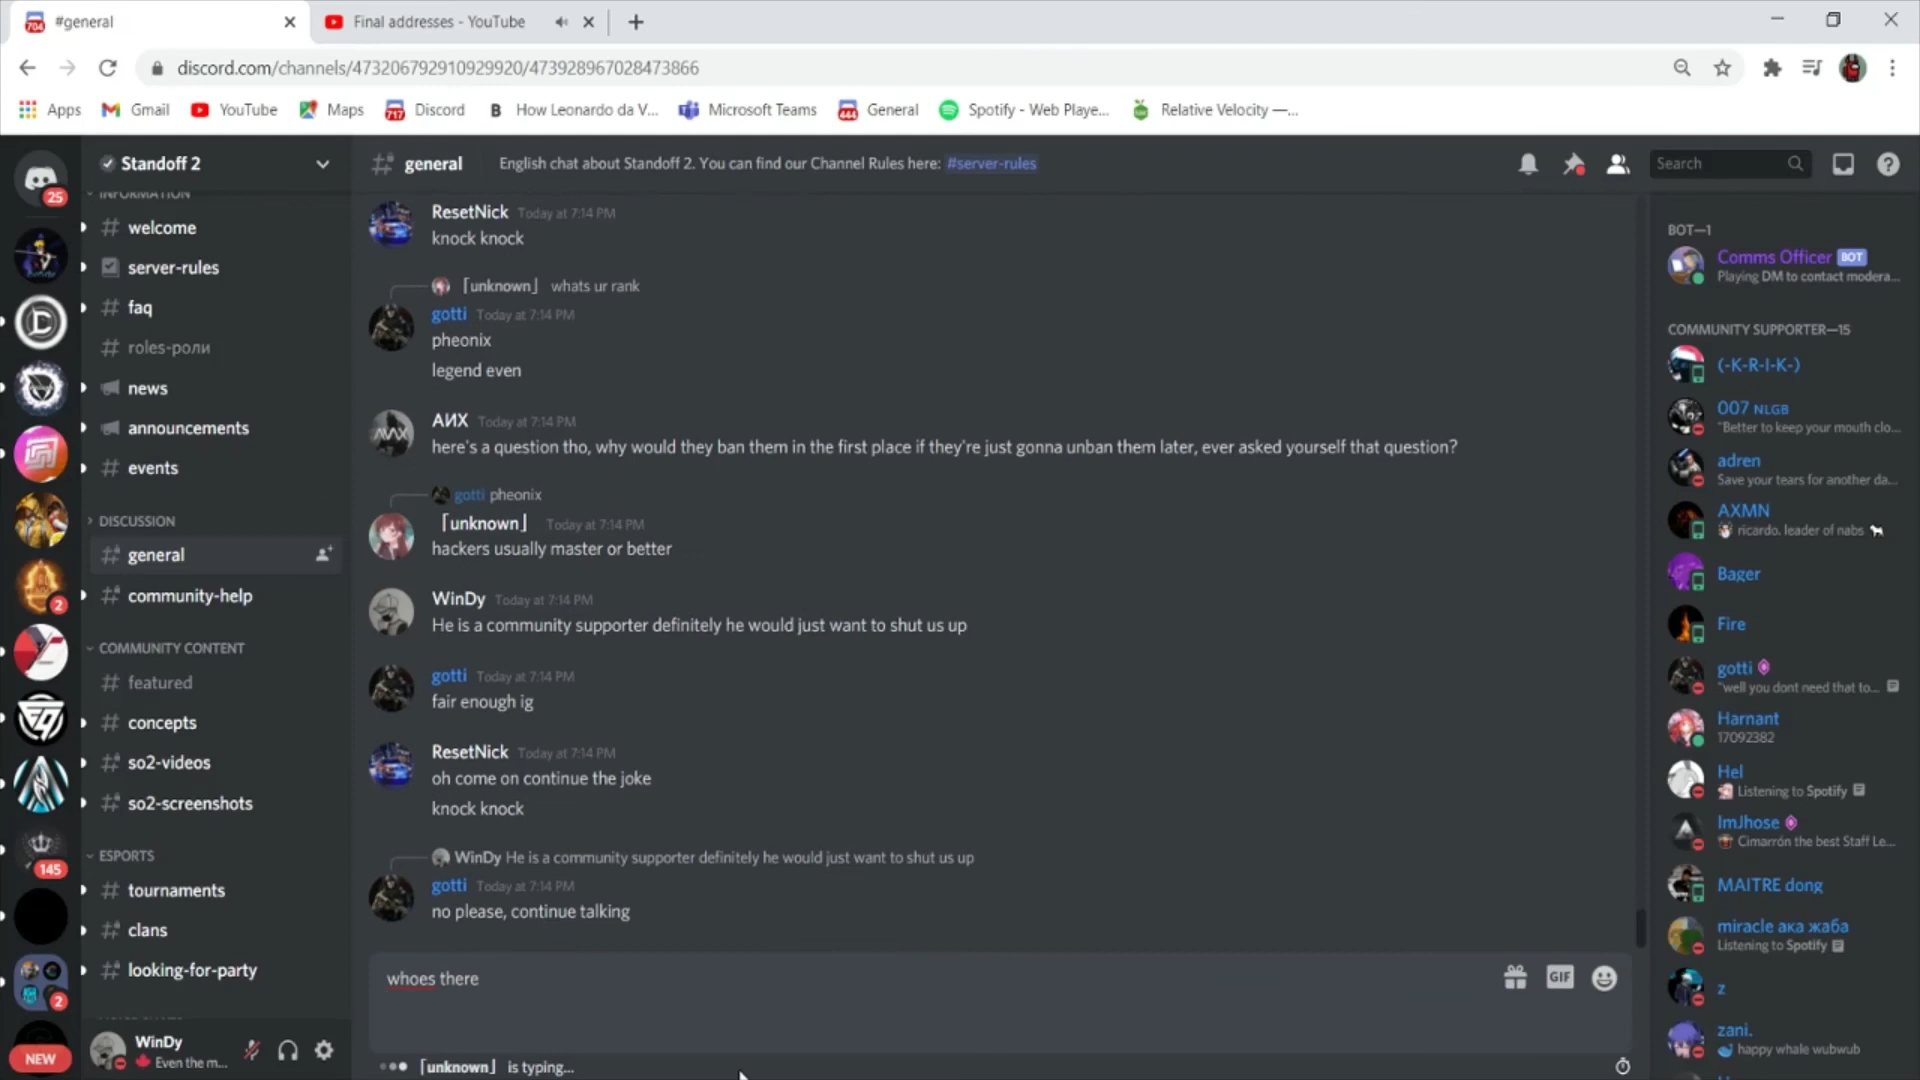 #general
Final addresses - YouTube
discord.com/channels/473206792910929920/473928967028473866
Apps
Gmail
YouTube
Maps
Discord
How Leonardo da V...
Microsoft Teams
General
Spotify - Web Playe...
Relative Velocity —...
25
2
145
2
NEW
Standoff 2
INFORMATION
welcome
server-rules
faq
roles-роли
news
announcements
events
DISCUSSION
general
community-help
COMMUNITY CONTENT
featured
concepts
so2-videos
so2-screenshots
ESPORTS
tournaments
clans
looking-for-party
WinDy
Even the m...
general
English chat about Standoff 2. You can find our Channel Rules here: #server-rules
Search
ResetNick Today at 7:14 PM
knock knock
「unknown」 whats ur rank
gotti Today at 7:14 PM
pheonix
legend even
АИХ Today at 7:14 PM
here's a question tho, why would they ban them in the first place if they're just gonna unban them later, ever asked yourself that question?
gotti pheonix
「unknown」 Today at 7:14 PM
hackers usually master or better
WinDy Today at 7:14 PM
He is a community supporter definitely he would just want to shut us up
gotti Today at 7:14 PM
fair enough ig
ResetNick Today at 7:14 PM
oh come on continue the joke
knock knock
WinDy He is a community supporter definitely he would just want to shut us up
gotti Today at 7:14 PM
no please, continue talking
whoes there
GIF
「unknown」 is typing...
BOT—1
Comms Officer BOT
Playing DM to contact modera...
COMMUNITY SUPPORTER—15
(-K-R-I-K-)
007 NLGB
"Better to keep your mouth clo...
adren
Save your tears for another da...
AXMN
ricardo. leader of nabs
Bager
Fire
gotti
"well you dont need that to...
Harnant
17092382
Hel
Listening to Spotify
ImJhose
Cimarrón the best Staff Le...
MAITRE dong
miracle ака жаба
Listening to Spotify
z
zani.
happy whale wubwub